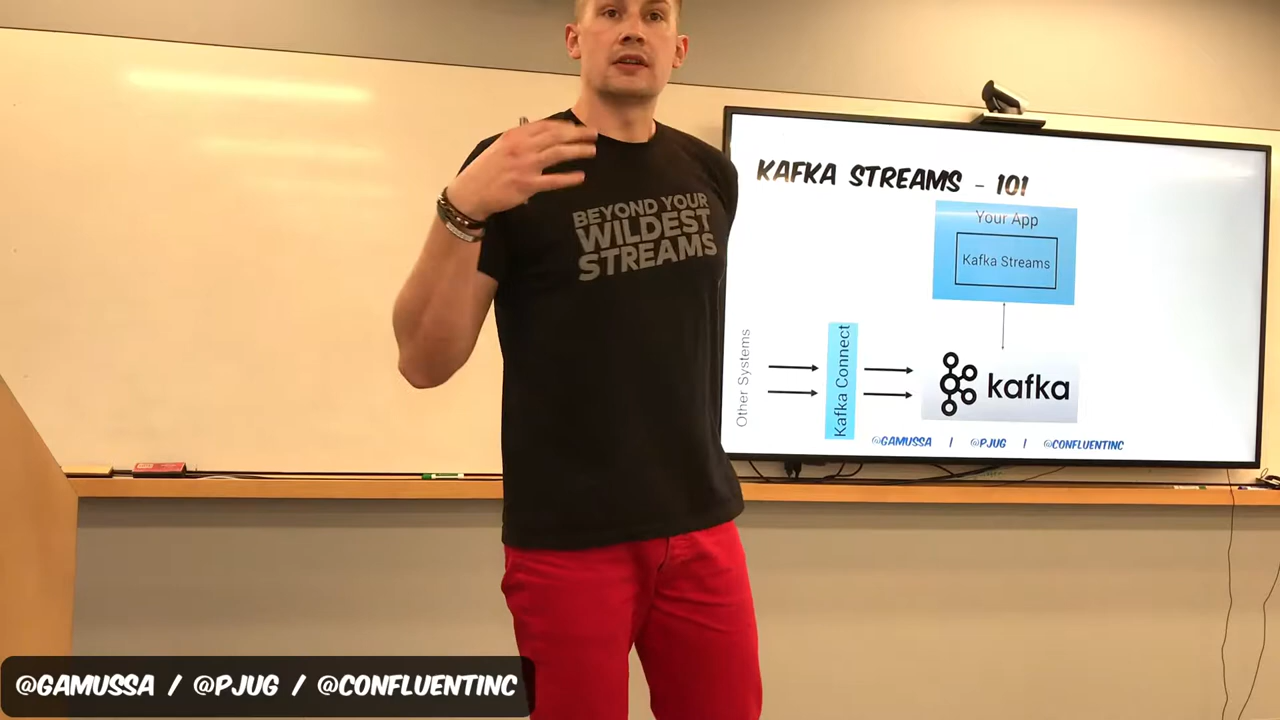 KAFKA STREAMS - 101
Your App
Kafka Streams
BEYOND YOUR
WILDEST
STREAMS
Other Systems
Kafka Connect
kafka
@GAMUSSA | @PJUG | @CONFLUENTINC
@GAMUSSA / @PJUG / @CONFLUENTINC